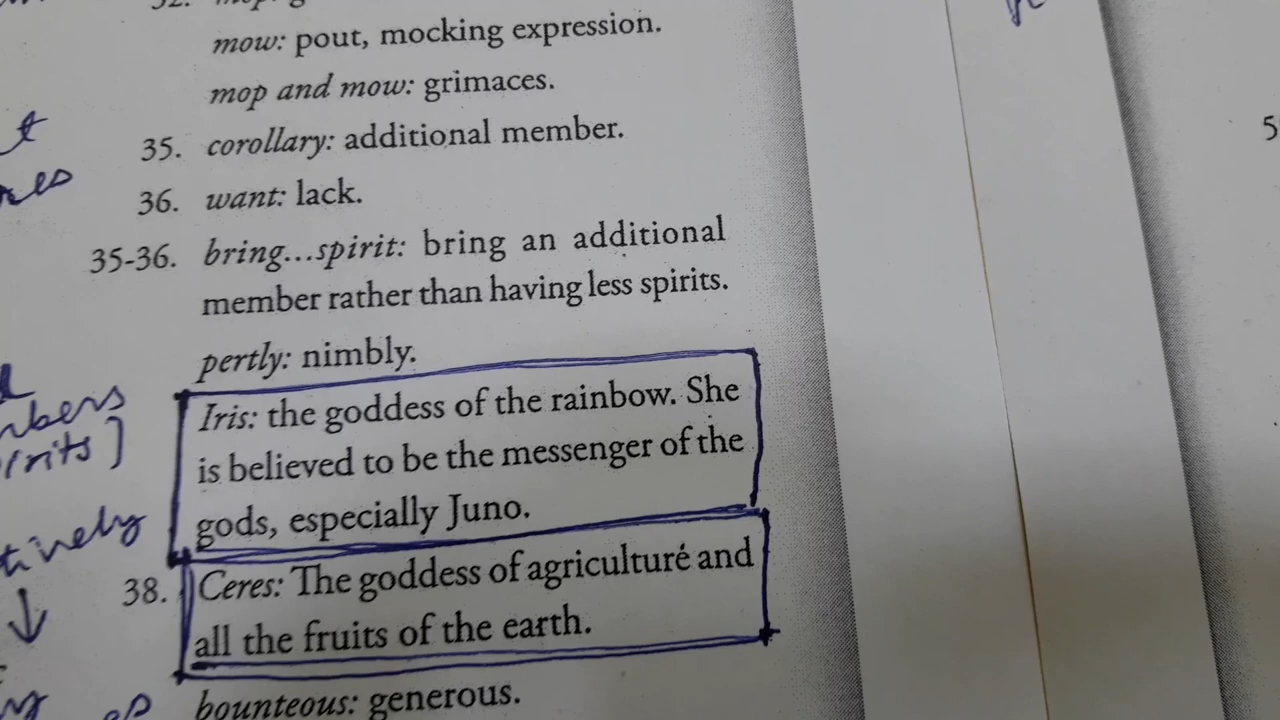 mow: pout, mocking expression.
mop and mow: grimaces.
35. corollary: additional member.
36. want: lack.
35-36. bring...spirit: bring an additional
member rather than having less spirits.
pertly: nimbly.
Iris: the goddess of the rainbow. She
is believed to be the messenger of the
gods, especially Juno.
38. Ceres: The goddess of agriculture and
all the fruits of the earth.
bounteous: generous.